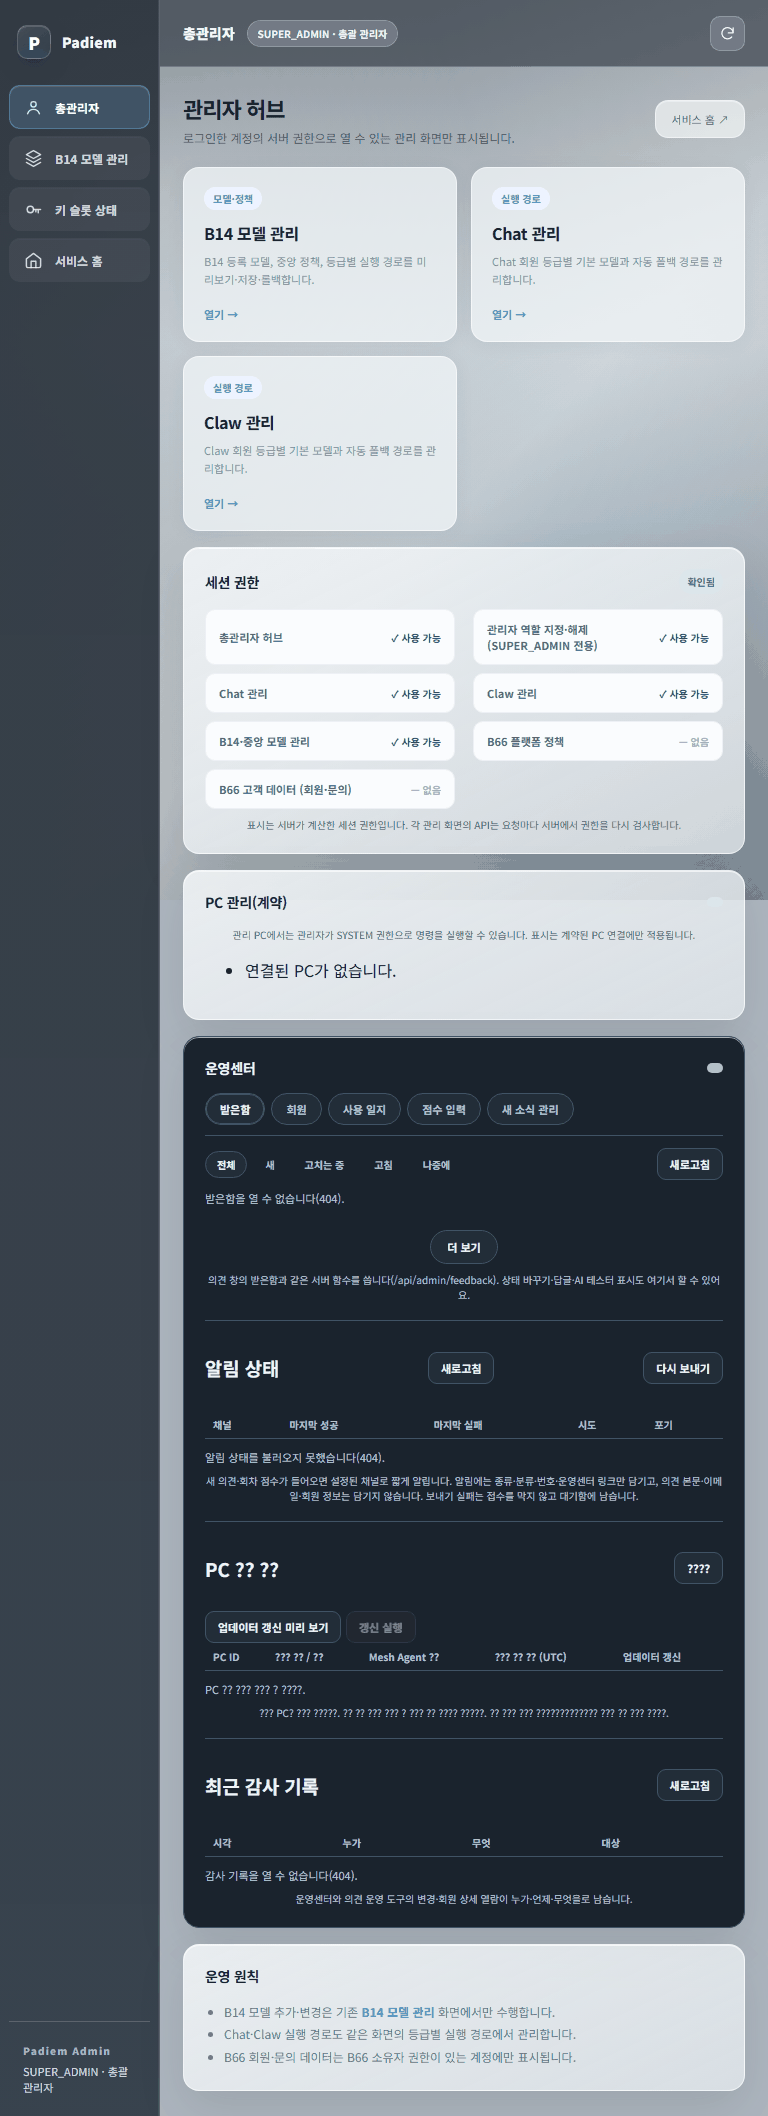 P Padiem
총관리자
B14 모델 관리
키 슬롯 상태
서비스 홈
총관리자 SUPER_ADMIN · 총괄 관리자
관리자 허브
로그인한 계정의 서버 권한으로 열 수 있는 관리 화면만 표시됩니다.
서비스 홈 ↗
모델·정책
B14 모델 관리
B14 등록 모델, 중앙 정책, 등급별 실행 경로를 미
리보기·저장·롤백합니다.
열기 →
실행 경로
Chat 관리
Chat 회원 등급별 기본 모델과 자동 폴백 경로를 관
리합니다.
열기 →
실행 경로
Claw 관리
Claw 회원 등급별 기본 모델과 자동 폴백 경로를 관
리합니다.
열기 →
세션 권한 확인됨
총관리자 허브 ✓ 사용 가능
관리자 역할 지정·해제
(SUPER_ADMIN 전용) ✓ 사용 가능
Chat 관리 ✓ 사용 가능
Claw 관리 ✓ 사용 가능
B14·중앙 모델 관리 ✓ 사용 가능
B66 플랫폼 정책 — 없음
B66 고객 데이터 (회원·문의) — 없음
표시는 서버가 계산한 세션 권한입니다. 각 관리 화면의 API는 요청마다 서버에서 권한을 다시 검사합니다.
PC 관리(계약)
관리 PC에서는 관리자가 SYSTEM 권한으로 명령을 실행할 수 있습니다. 표시는 계약된 PC 연결에만 적용됩니다.
• 연결된 PC가 없습니다.
운영센터
받은함 회원 사용 일지 점수 입력 새 소식 관리
전체 새 고치는 중 고침 나중에 새로고침
받은함을 열 수 없습니다(404).
더 보기
의견 창의 받은함과 같은 서버 함수를 씁니다(/api/admin/feedback). 상태 바꾸기·답글·AI 테스터 표시도 여기서 할 수 있어
요.
알림 상태 새로고침 다시 보내기
채널 마지막 성공 마지막 실패 시도 포기
알림 상태를 불러오지 못했습니다(404).
새 의견·회차 점수가 들어오면 설정된 채널로 짧게 알립니다. 알림에는 종류·분류·번호·운영센터 링크만 담기고, 의견 본문·이메
일·회원 정보는 담기지 않습니다. 보내기 실패는 접수를 막지 않고 대기함에 남습니다.
PC ?? ?? ????
업데이터 갱신 미리 보기 갱신 실행
PC ID ??? ?? / ?? Mesh Agent ?? ??? ?? ?? (UTC) 업데이터 갱신
PC ?? ??? ??? ? ????.
??? PC? ??? ?????. ?? ?? ??? ??? ? ??? ?? ???? ?????. ?? ??? ??? ????????????? ??? ?? ??? ????.
최근 감사 기록 새로고침
시각 누가 무엇 대상
감사 기록을 열 수 없습니다(404).
운영센터와 의견 운영 도구의 변경·회원 상세 열람이 누가·언제·무엇을로 남습니다.
운영 원칙
• B14 모델 추가·변경은 기존 B14 모델 관리 화면에서만 수행합니다.
• Chat·Claw 실행 경로도 같은 화면의 등급별 실행 경로에서 관리합니다.
• B66 회원·문의 데이터는 B66 소유자 권한이 있는 계정에만 표시됩니다.
Padiem Admin
SUPER_ADMIN · 총괄
관리자